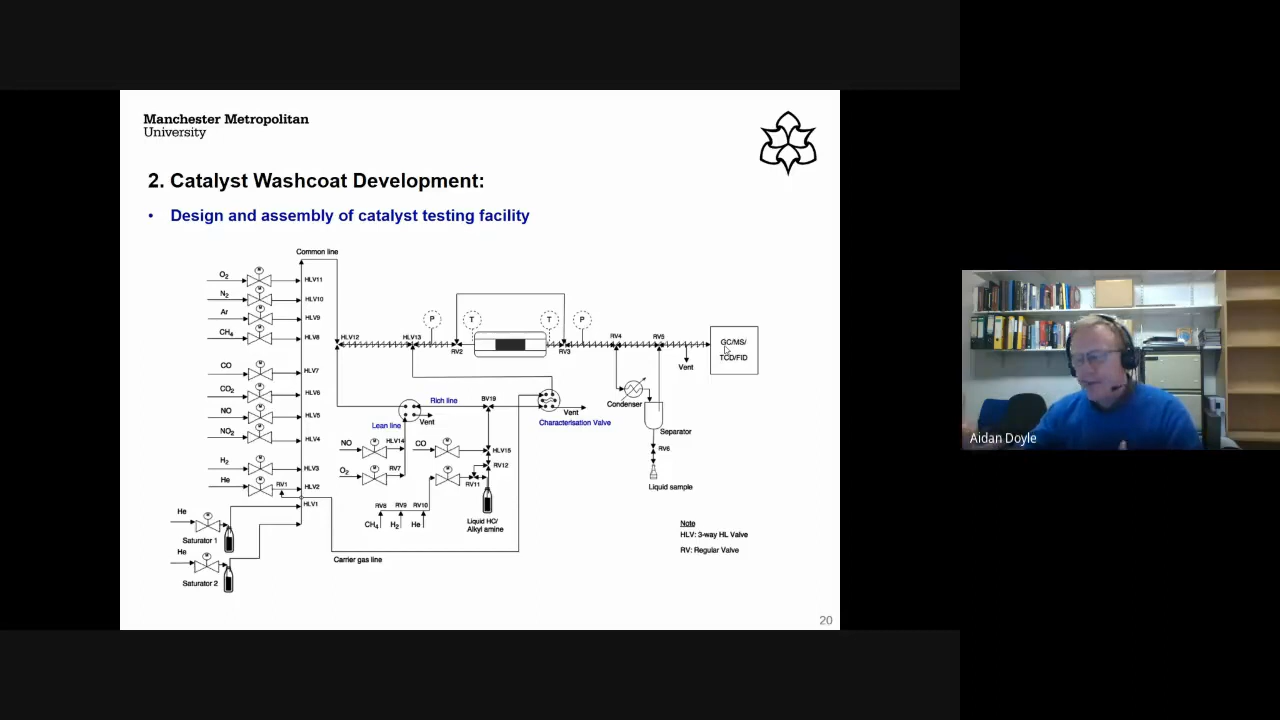 Manchester Metropolitan
University
2. Catalyst Washcoat Development:
• Design and assembly of catalyst testing facility
Common line
O2
HLV11
N2
HLV10
Ar
HLV9
CH4
HLV8
CO
HLV7
CO2
HLV6
NO
HLV5
NO2
HLV4
H2
HLV3
He
RV1
HLV2
HLV1
He
Saturator 1
He
Saturator 2
Carrier gas line
HLV12
HLV13
P
T
RV2
T
P
RV3
RV4
RV5
Vent
GC/MS/
TCD/FID
Rich line
BV19
Lean line
Vent
Vent
Characterisation Valve
Condenser
Separator
RV6
Liquid sample
NO
HLV14
CO
HLV15
O2
RV7
RV12
RV11
RV8
RV9
RV10
CH4
H2
He
Liquid HC/
Alkyl amine
Note
HLV: 3-way HL Valve
RV: Regular Valve
20
Aidan Doyle